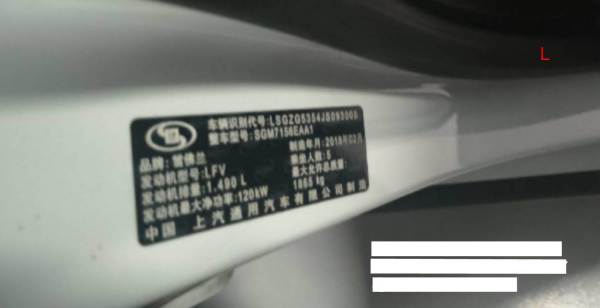 L
车辆识别代号:LSGZG5354JS093000
整车型号:SGM7156EAA1
品牌:雪佛兰
制造年月:2018年02月
发动机型号:LFV
乘坐人数:5
发动机排量:1.490 L
最大允许总质量:
发动机最大净功率:120kW
1865 kg
中国 上汽通用汽车有限公司制造